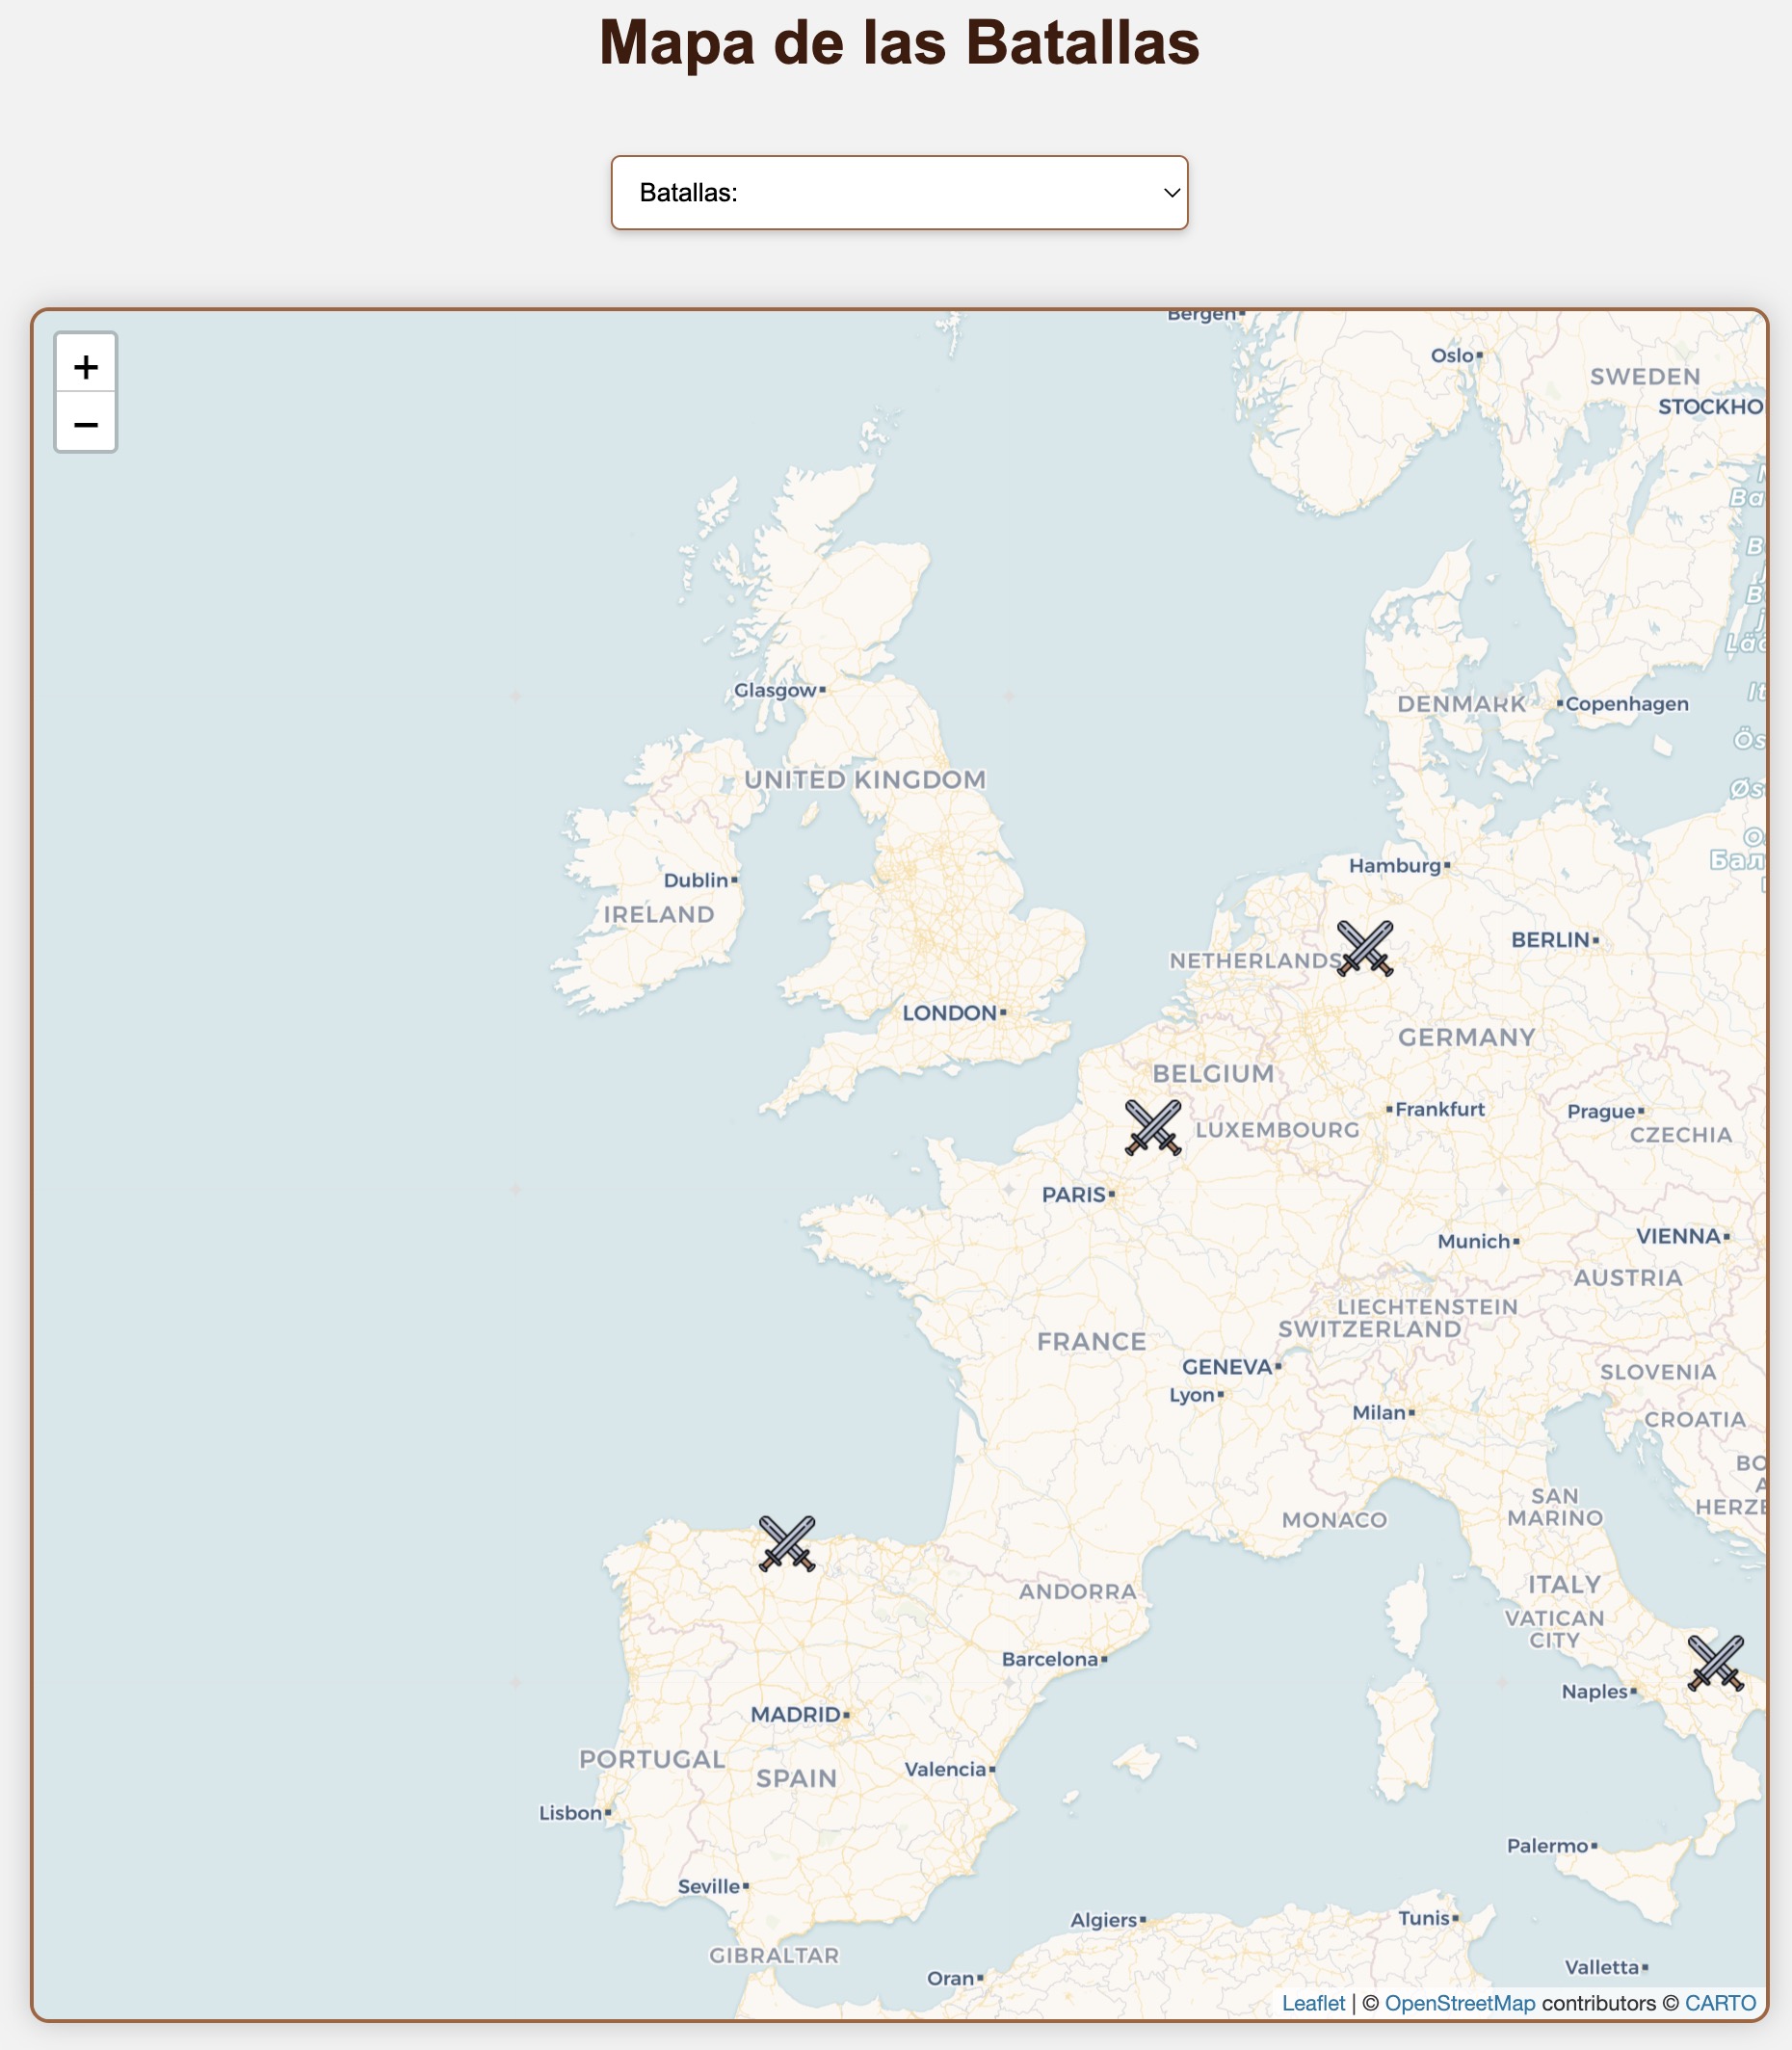 Mapa de las Batallas
Batallas:
+
−
Bergen
Oslo
SWEDEN
STOCKHO
Ba
Glasgow
DENMARK
Copenhagen
UNITED KINGDOM
Hamburg
Dublin
IRELAND
BERLIN
NETHERLANDS
LONDON
GERMANY
BELGIUM
Frankfurt
Prague
LUXEMBOURG
CZECHIA
PARIS
Munich
VIENNA
AUSTRIA
LIECHTENSTEIN
SWITZERLAND
FRANCE
GENEVA
SLOVENIA
Lyon
Milan
CROATIA
BO
A
HERZE
SAN
MARINO
MONACO
ITALY
ANDORRA
VATICAN
CITY
Barcelona
Naples
MADRID
PORTUGAL
SPAIN
Valencia
Lisbon
Palermo
Seville
Algiers
Tunis
GIBRALTAR
Valletta
Oran
Leaflet | © OpenStreetMap contributors © CARTO